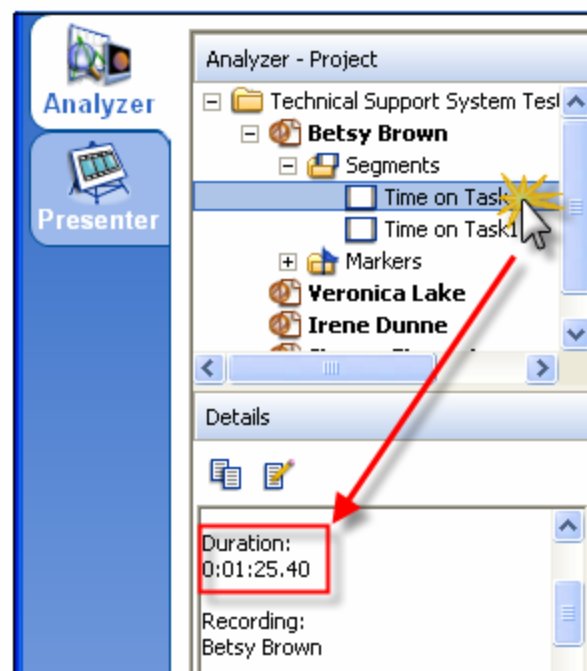 Analyzer
Presenter
Analyzer - Project
Technical Support System
Betsy Brown
Segments
Time on Task
Time on Task1
Markers
Veronica Lake
Irene Dunne
Details
Duration:
0:01:25.40
Recording:
Betsy Brown